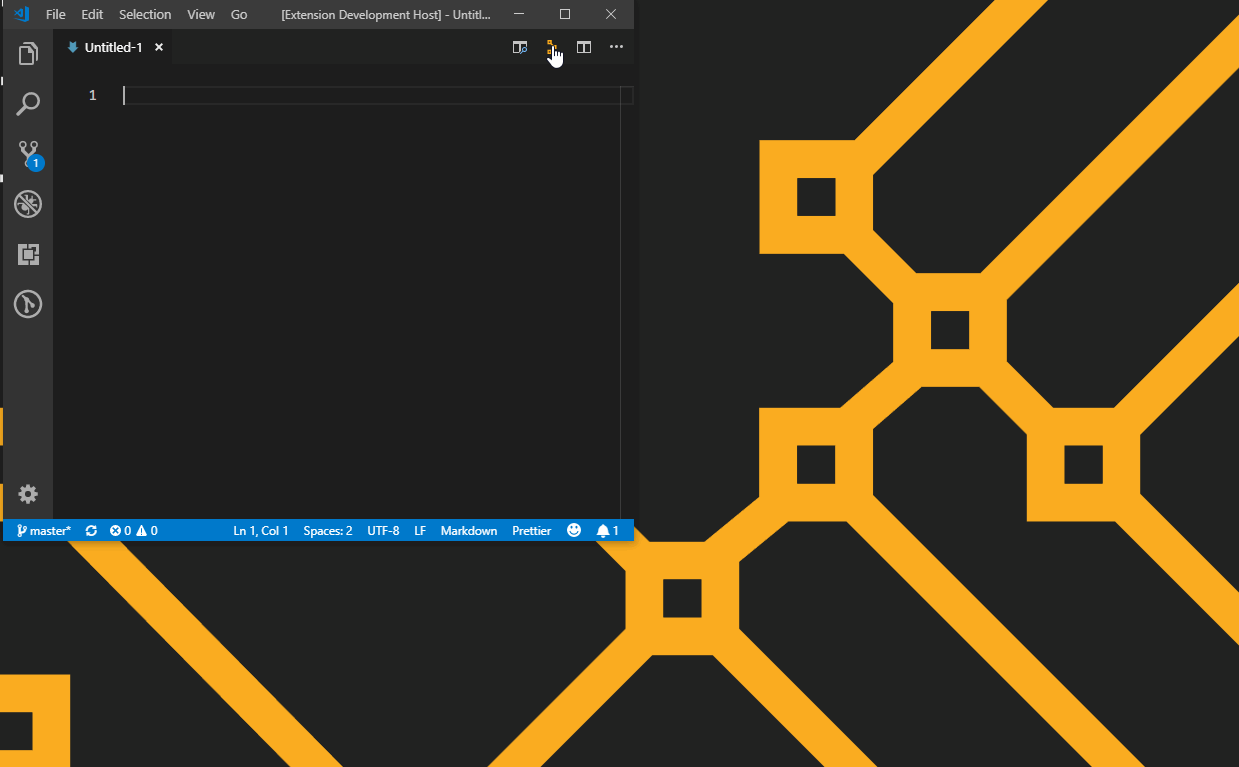 File Edit Selection View Go [Extension Development Host] - Untitl...
Untitled-1
1
1
master* 0 0 Ln 1, Col 1 Spaces: 2 UTF-8 LF Markdown Prettier 1